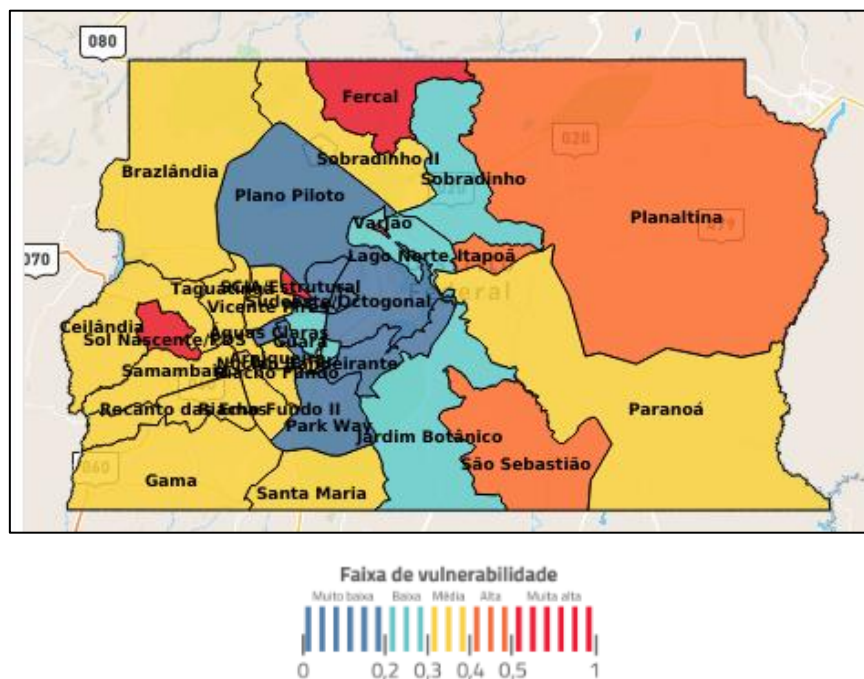 080
Fercal
Sobradinho II
Brazlândia
Sobradinho
020
Plano Piloto
Planaltina
Varjão
Lago Norte
Itapoã
070
Taguatinga
SCIA/Estrutural
Sudoeste/Octogonal
Vicente Pires
Ceilândia
Sol Nascente/PDS
Águas Claras
Guará
Samambaia
Riacho Fundo
Recanto das Emas
Riacho Fundo II
Park Way
Paranoá
Jardim Botânico
060
São Sebastião
Gama
Santa Maria
Faixa de vulnerabilidade
Muito baixa Baixa Média Alta Muita alta
0 0,2 0,3 0,4 0,5 1